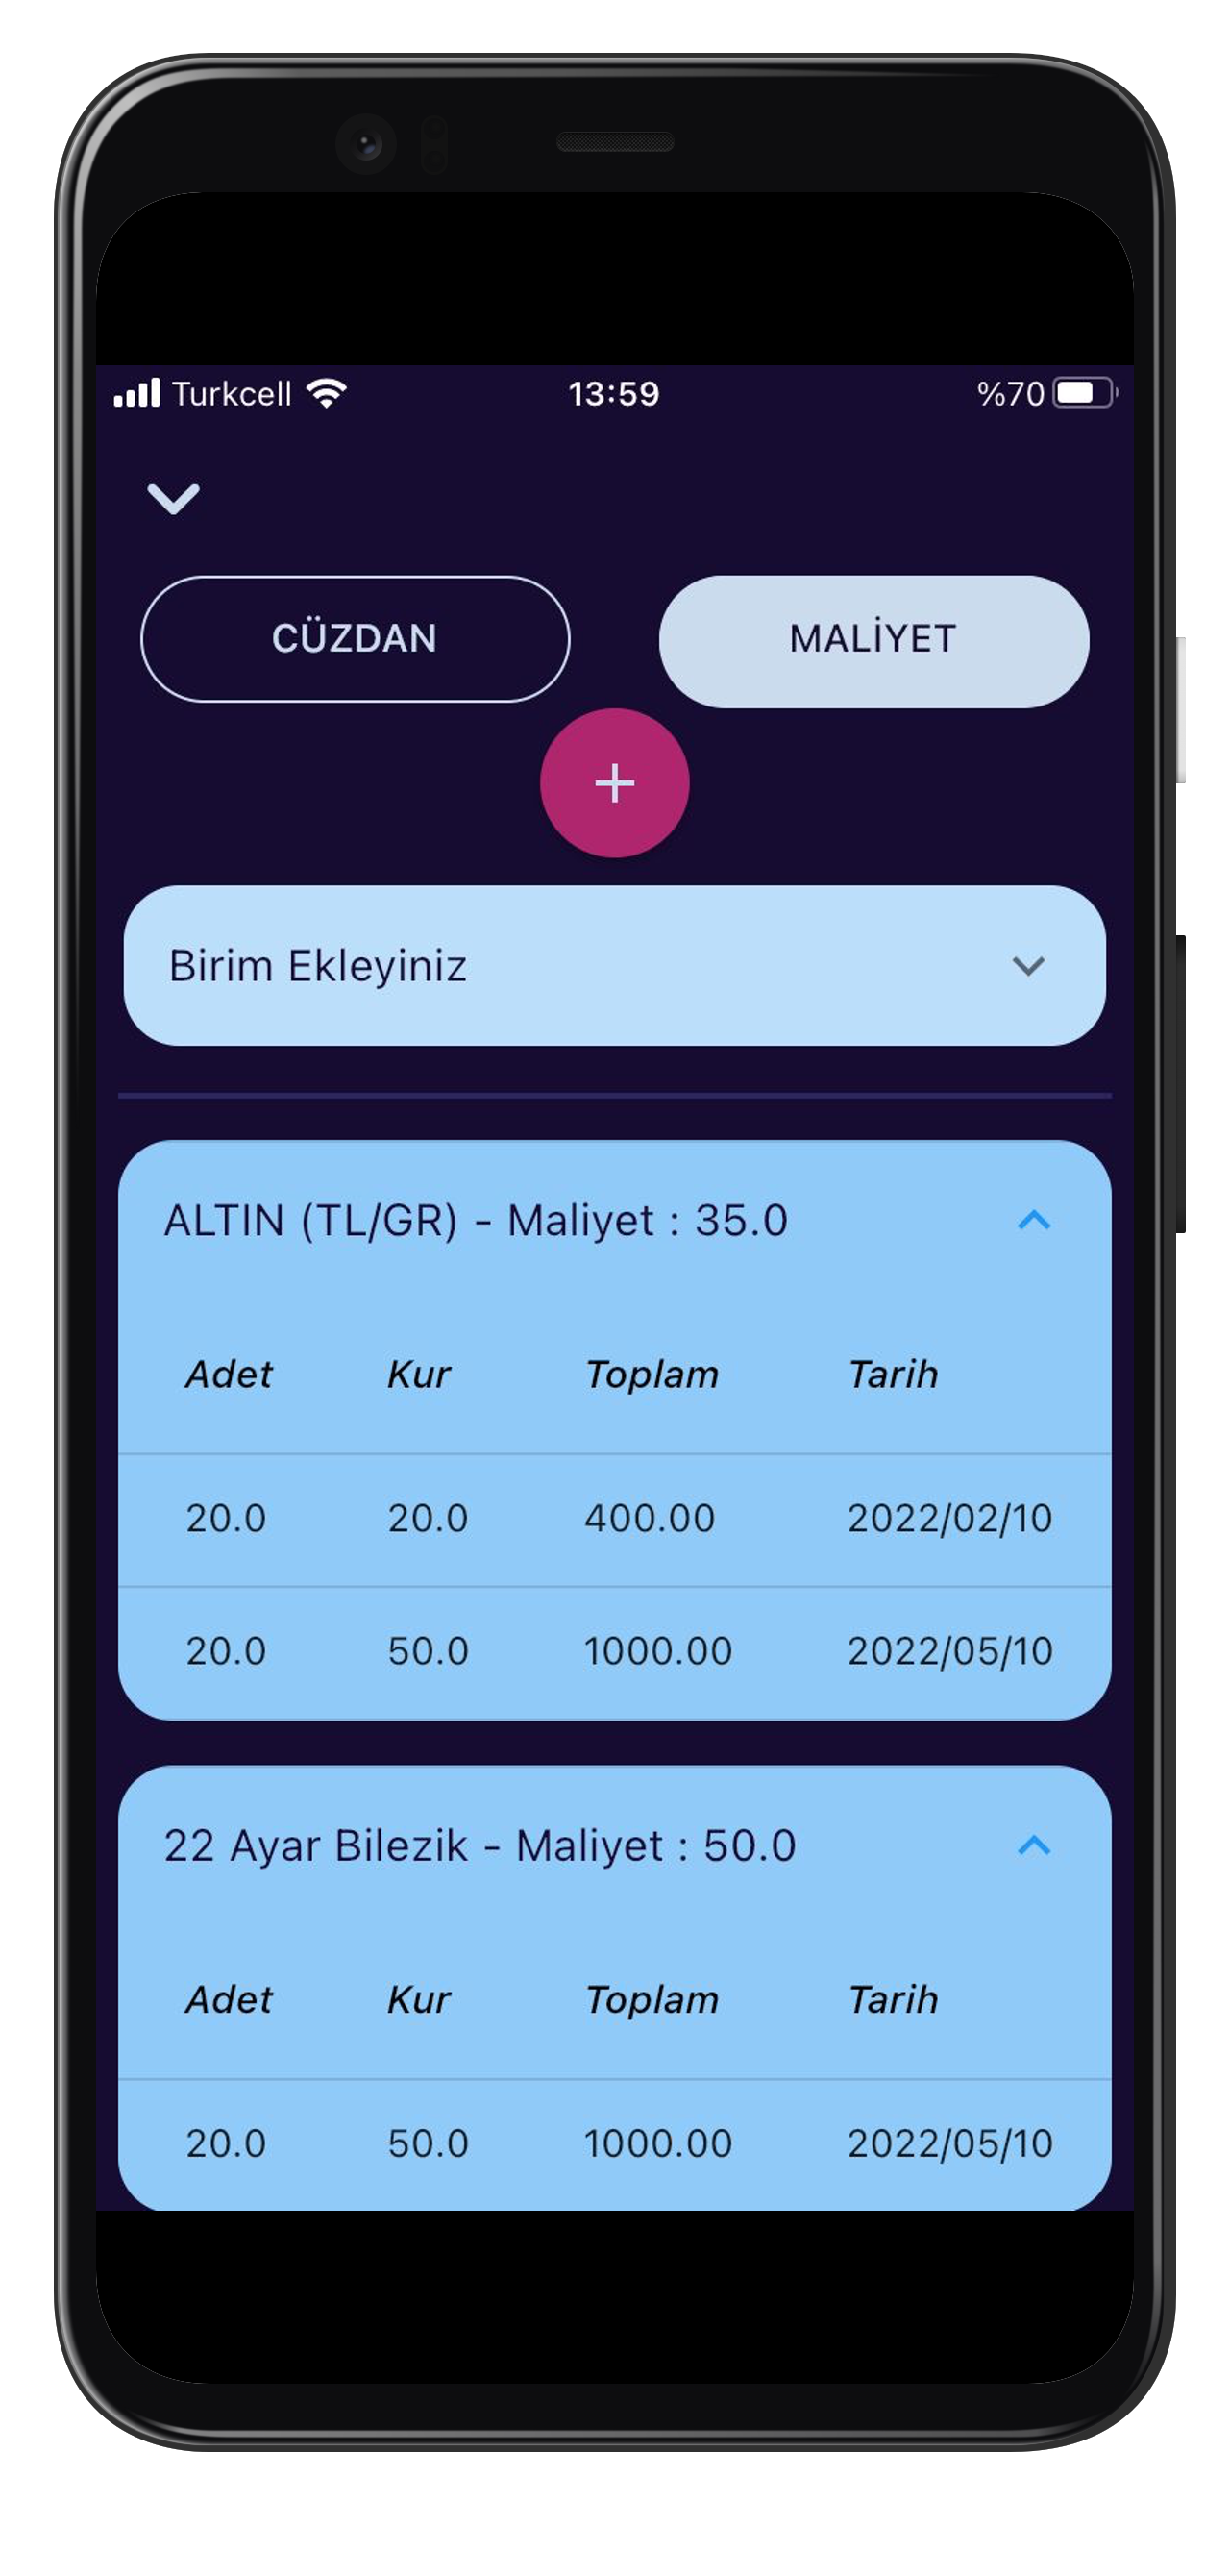 Turkcell 13:59 %70
CÜZDAN MALİYET
+
Birim Ekleyiniz
ALTIN (TL/GR) - Maliyet : 35.0
Adet Kur Toplam Tarih
20.0 20.0 400.00 2022/02/10
20.0 50.0 1000.00 2022/05/10
22 Ayar Bilezik - Maliyet : 50.0
Adet Kur Toplam Tarih
20.0 50.0 1000.00 2022/05/10